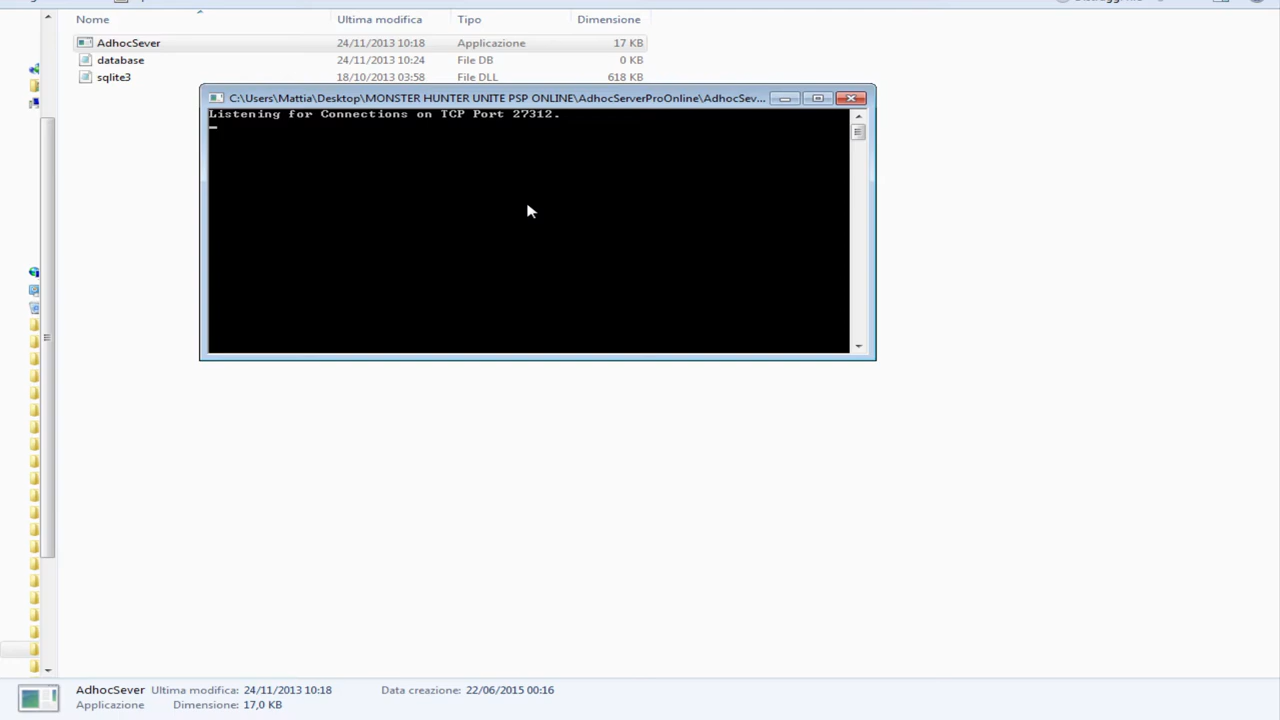 Nome Ultima modifica Tipo Dimensione
AdhocSever 24/11/2013 10:18 Applicazione 17 KB
database 24/11/2013 10:24 File DB 0 KB
sqlite3 18/10/2013 03:58 File DLL 618 KB
C:\Users\Mattia\Desktop\MONSTER HUNTER UNITE PSP ONLINE\AdhocServerProOnline\AdhocSev...
Listening for Connections on TCP Port 27312.
AdhocSever Ultima modifica: 24/11/2013 10:18 Data creazione: 22/06/2015 00:16
Applicazione Dimensione: 17,0 KB